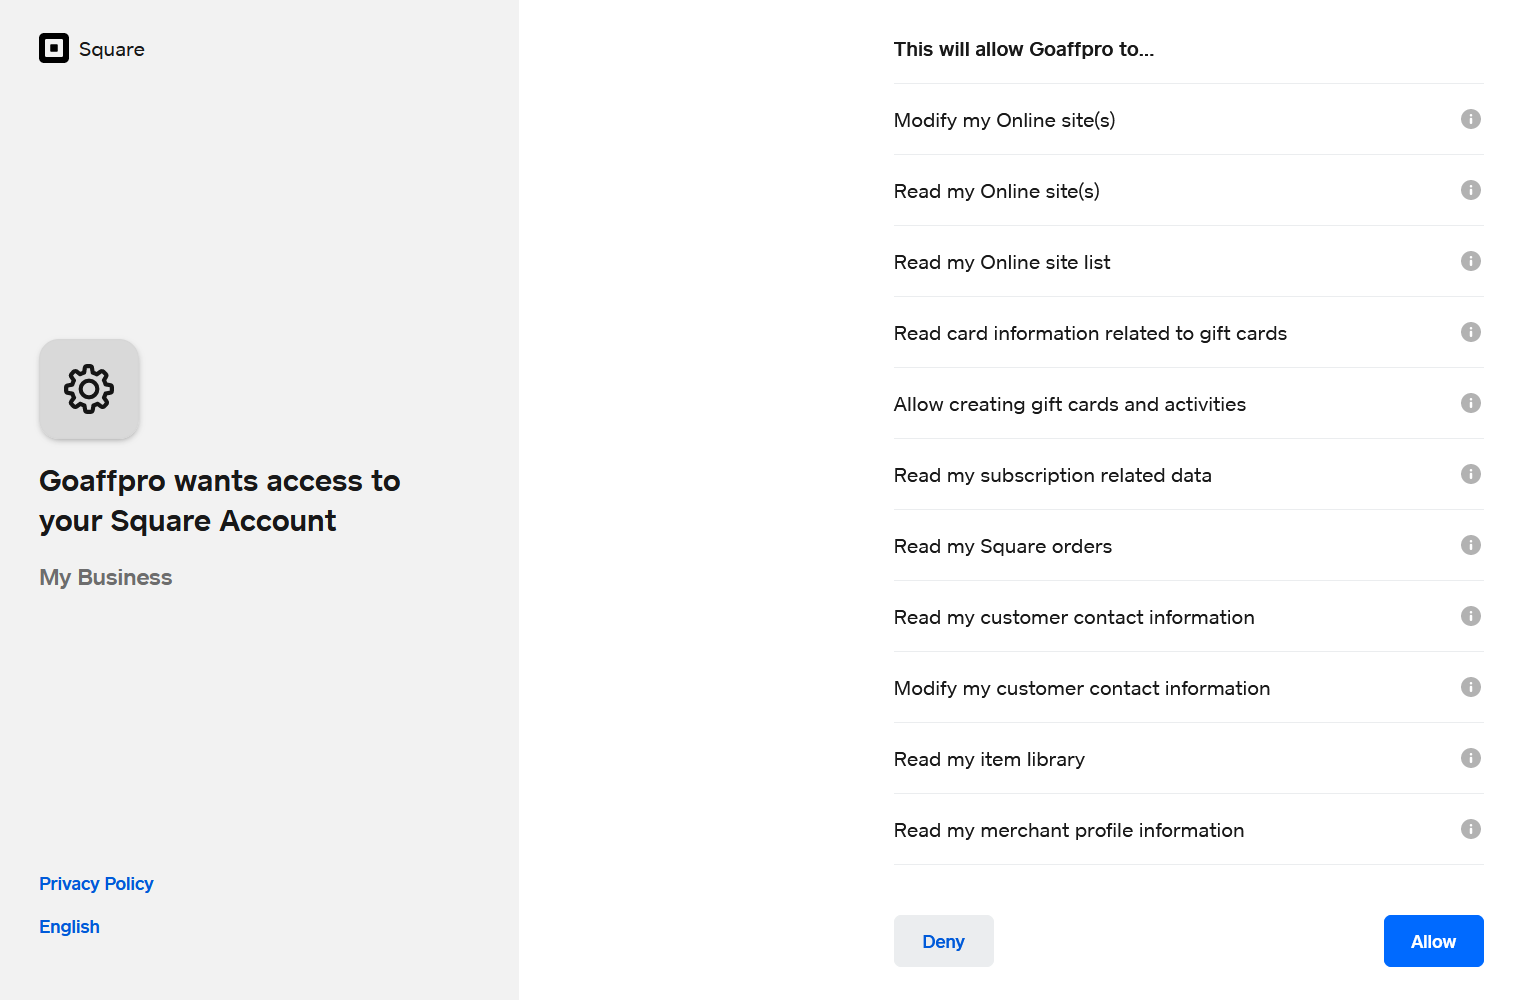 Square
Goaffpro wants access to
your Square Account
My Business
Privacy Policy
English
This will allow Goaffpro to...
Modify my Online site(s)
Read my Online site(s)
Read my Online site list
Read card information related to gift cards
Allow creating gift cards and activities
Read my subscription related data
Read my Square orders
Read my customer contact information
Modify my customer contact information
Read my item library
Read my merchant profile information
Deny
Allow